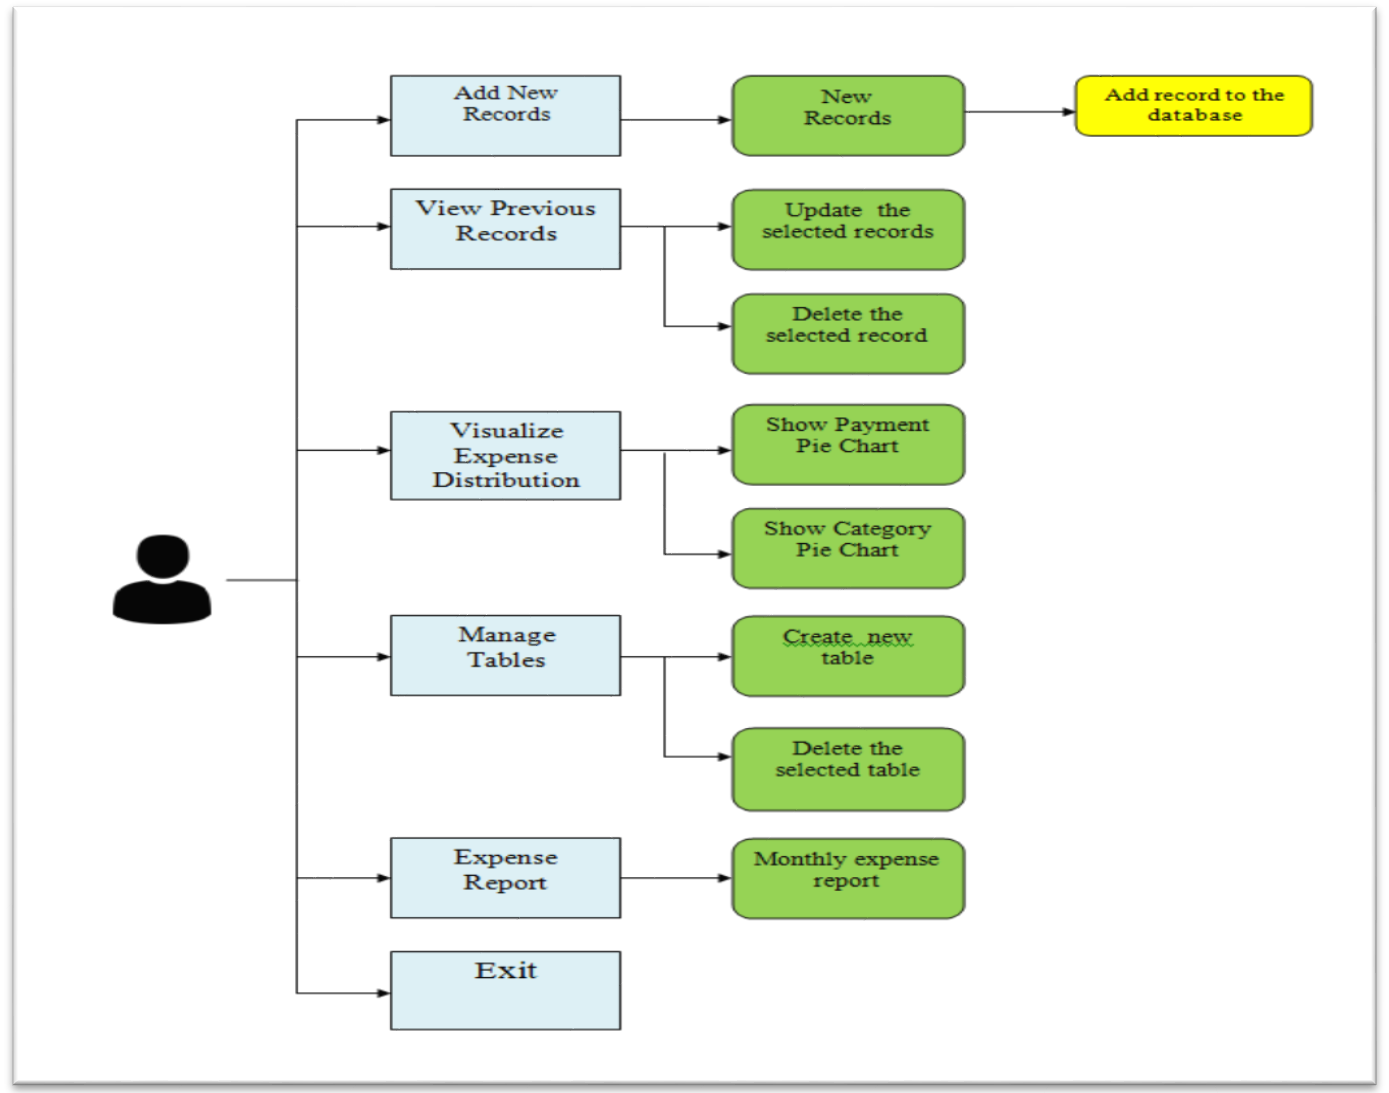 Add New
Records
New
Records
Add record to the
database
View Previous
Records
Update the
selected records
Delete the
selected record
Visualize
Expense
Distribution
Show Payment
Pie Chart
Show Category
Pie Chart
Manage
Tables
Create new
table
Delete the
selected table
Expense
Report
Monthly expense
report
Exit